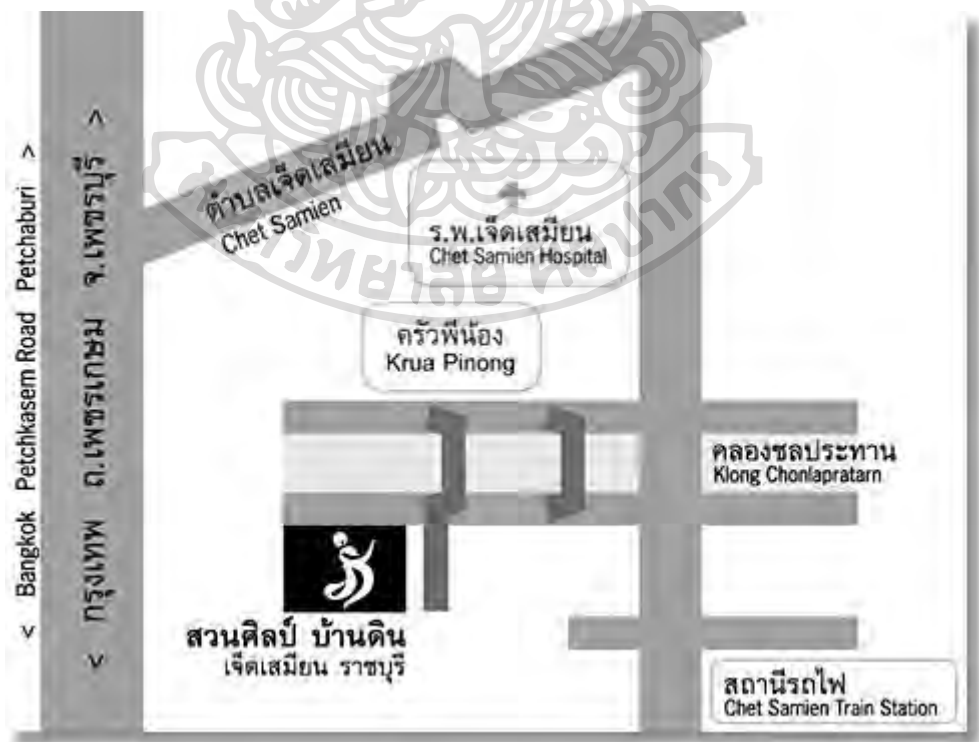 < Bangkok Petchkasem Road Petchaburi >
< กรุงเทพ ถ.เพชรเกษม จ.เพชรบุรี >
ตำบลเจ็ดเสมียน
Chet Samien
ร.พ.เจ็ดเสมียน
Chet Samien Hospital
ครัวพี่น้อง
Krua Pinong
คลองชลประทาน
Klong Chonlapratarn
สวนศิลป์ บ้านดิน
เจ็ดเสมียน ราชบุรี
สถานีรถไฟ
Chet Samien Train Station